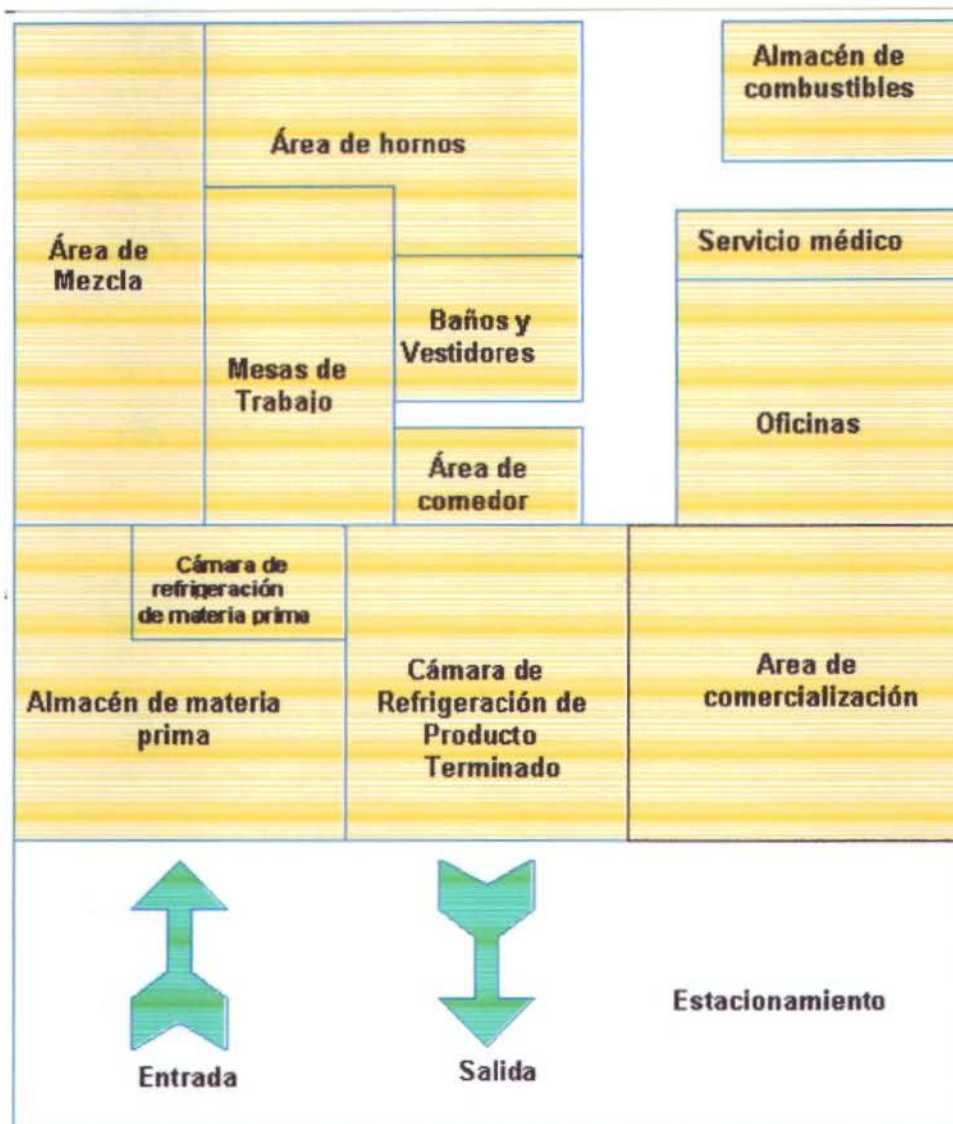 Almacén de
combustibles
Área de hornos
Servicio médico
Área de
Mezcla
Baños y
Vestidores
Mesas de
Trabajo
Oficinas
Área de
comedor
Cámara de
refrigeración
de materia prima
Almacén de materia
prima
Cámara de
Refrigeración de
Producto
Terminado
Area de
comercialización
Estacionamiento
Entrada
Salida